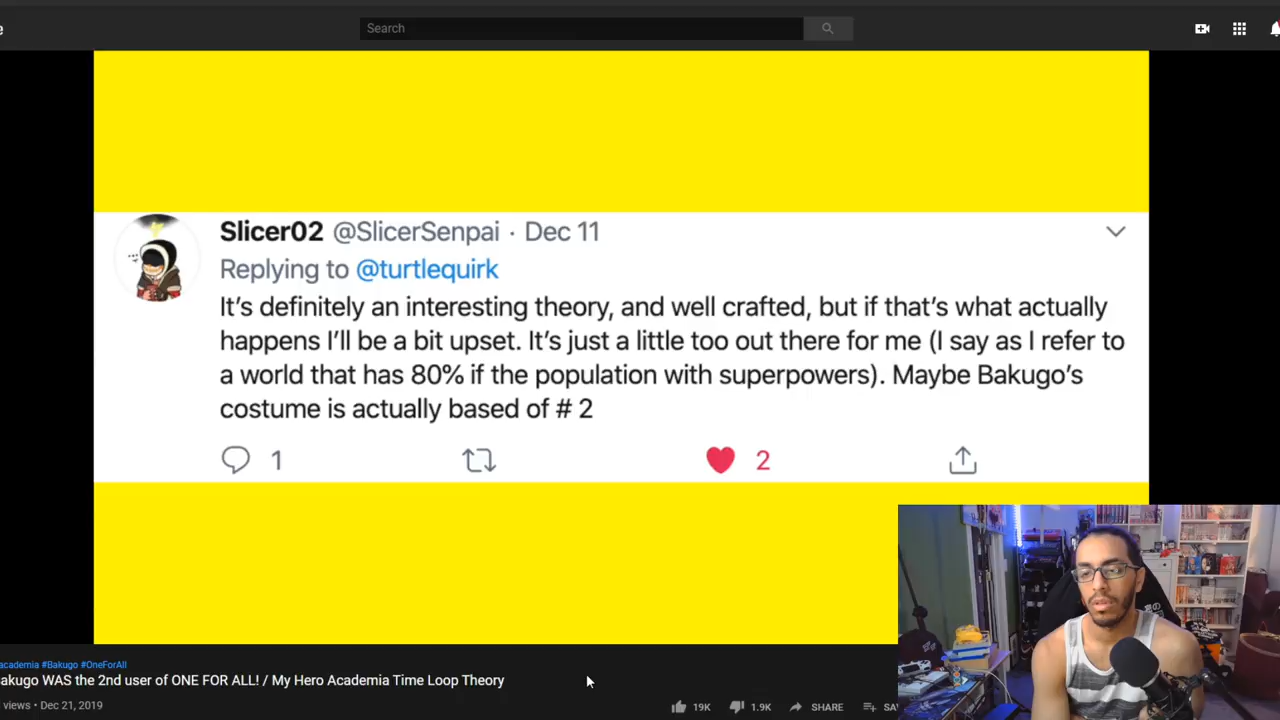 e
Search
Slicer02 @SlicerSenpai · Dec 11
Replying to @turtlequirk
It’s definitely an interesting theory, and well crafted, but if that’s what actually
happens I’ll be a bit upset. It’s just a little too out there for me (I say as I refer to
a world that has 80% if the population with superpowers). Maybe Bakugo’s
costume is actually based of # 2
1
2
academia #Bakugo #OneForAll
akugo WAS the 2nd user of ONE FOR ALL! / My Hero Academia Time Loop Theory
views • Dec 21, 2019
19K
1.9K
SHARE
SA